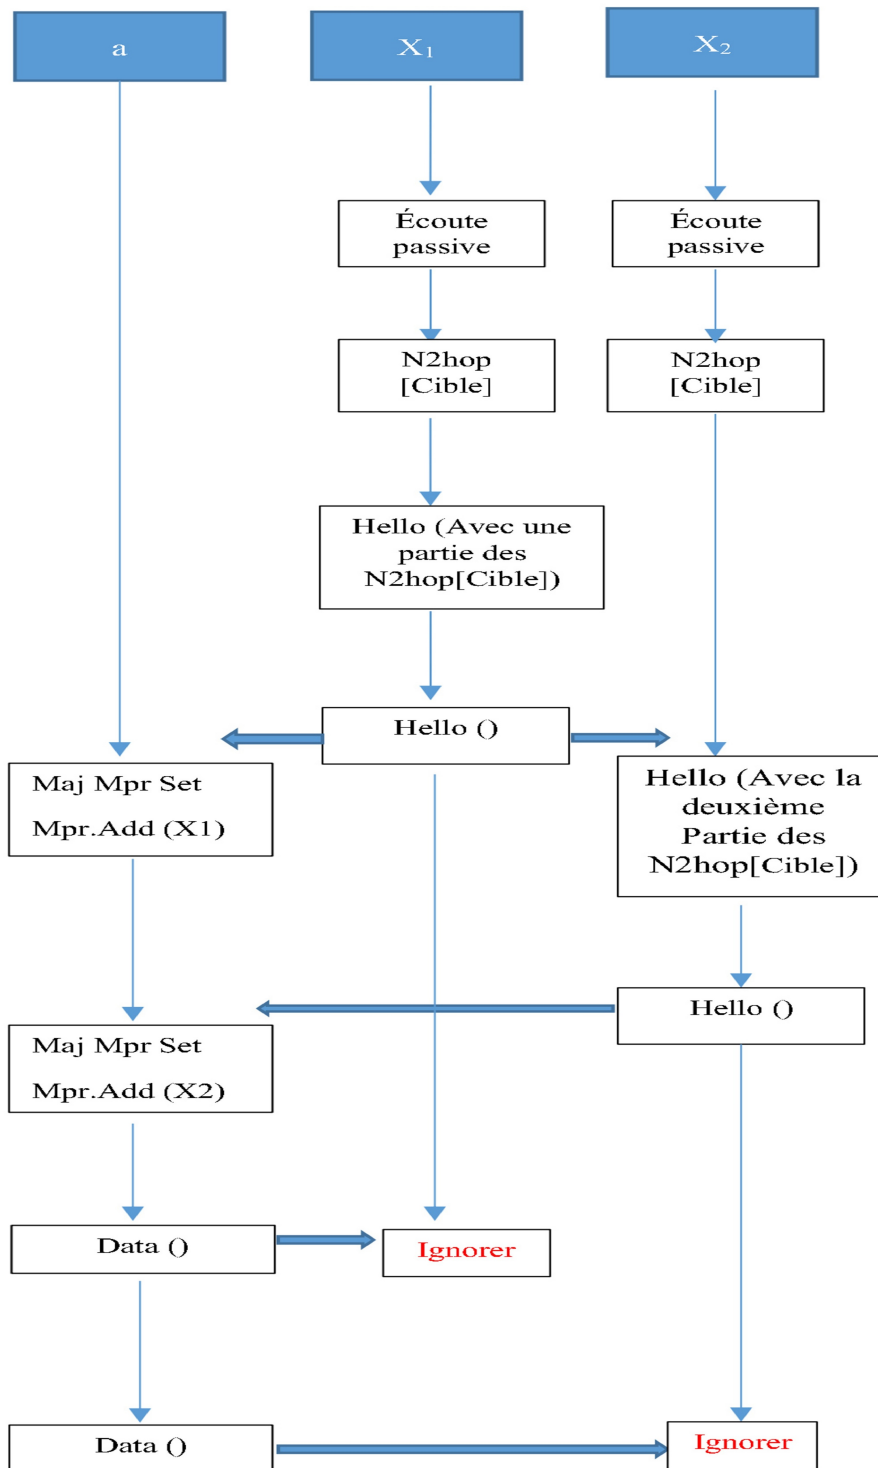 a
X₁
X₂
Écoute
passive
Écoute
passive
N2hop
[Cible]
N2hop
[Cible]
Hello (Avec une
partie des
N2hop[Cible])
Hello ()
Maj Mpr Set
Mpr.Add (X1)
Hello (Avec la
deuxième
Partie des
N2hop[Cible])
Hello ()
Maj Mpr Set
Mpr.Add (X2)
Data ()
Ignorer
Data ()
Ignorer